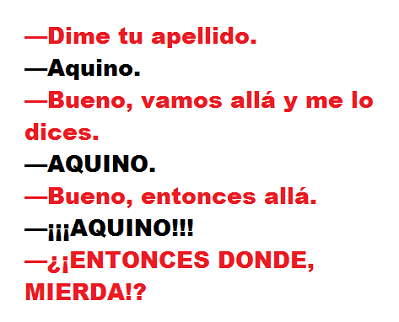 —Dime tu apellido.
—Aquino.
—Bueno, vamos allá y me lo
dices.
—AQUINO.
—Bueno, entonces allá.
—¡¡¡AQUINO!!!
—¿¡ENTONCES DONDE,
MIERDA!?